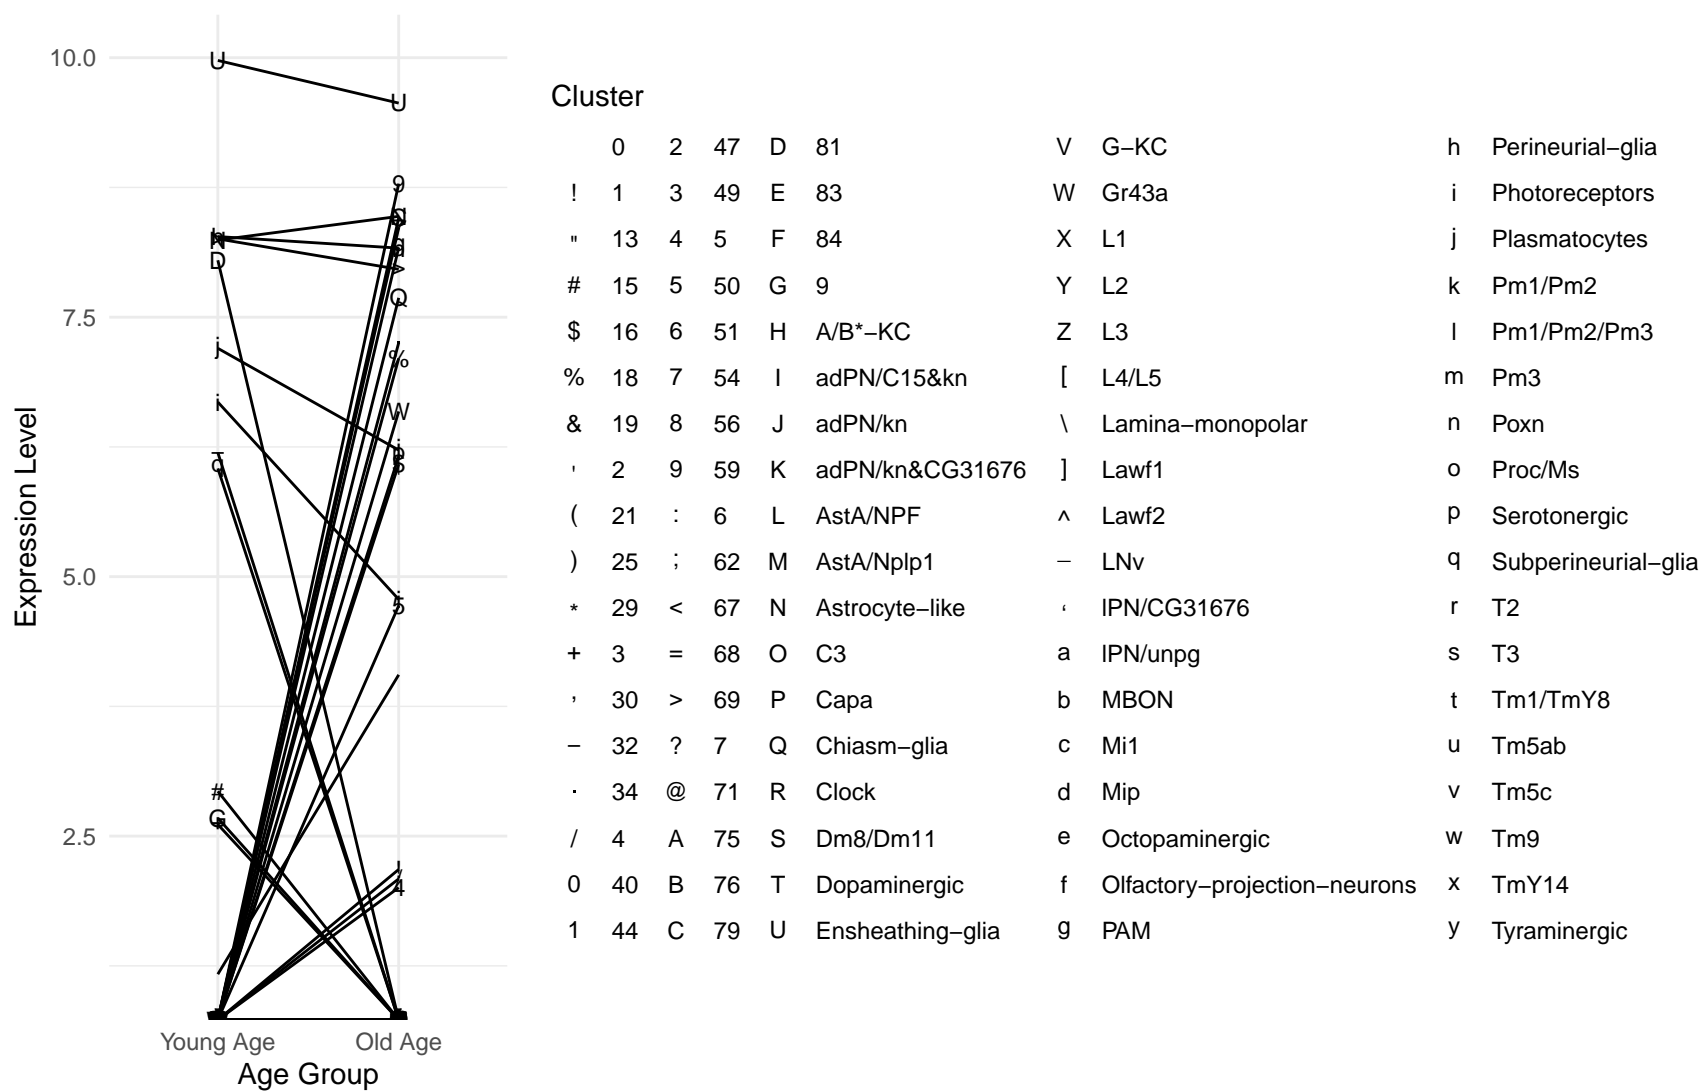 Cluster
0 2 47 D 81 V G−KC h Perineurial−glia
! 1 3 49 E 83 W Gr43a i Photoreceptors
" 13 4 5 F 84 X L1 j Plasmatocytes
# 15 5 50 G 9 Y L2 k Pm1/Pm2
$ 16 6 51 H A/B*−KC Z L3 l Pm1/Pm2/Pm3
% 18 7 54 I adPN/C15&kn [ L4/L5 m Pm3
& 19 8 56 J adPN/kn \ Lamina−monopolar n Poxn
' 2 9 59 K adPN/kn&CG31676 ] Lawf1 o Proc/Ms
( 21 : 6 L AstA/NPF ^ Lawf2 p Serotonergic
) 25 ; 62 M AstA/Nplp1 − LNv q Subperineurial−glia
* 29 < 67 N Astrocyte−like ‘ lPN/CG31676 r T2
+ 3 = 68 O C3 a lPN/unpg s T3
, 30 > 69 P Capa b MBON t Tm1/TmY8
− 32 ? 7 Q Chiasm−glia c Mi1 u Tm5ab
. 34 @ 71 R Clock d Mip v Tm5c
/ 4 A 75 S Dm8/Dm11 e Octopaminergic w Tm9
0 40 B 76 T Dopaminergic f Olfactory−projection−neurons x TmY14
1 44 C 79 U Ensheathing−glia g PAM y Tyraminergic
10.0
7.5
5.0
2.5
Expression Level
U U
9
D
Q
%
j
W
i
T
5
#
G
4
Young Age Old Age
Age Group